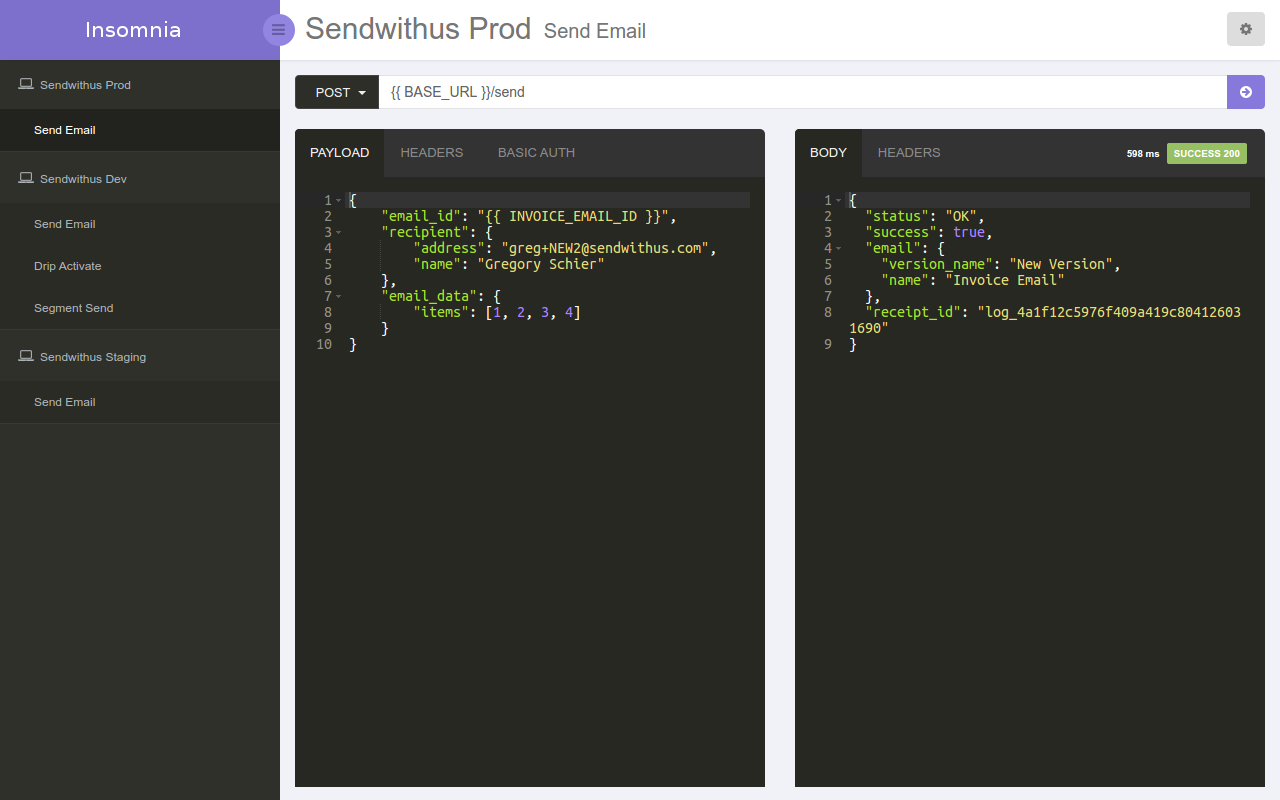 Insomnia
Sendwithus Prod Send Email
Sendwithus Prod
Send Email
Sendwithus Dev
Send Email
Drip Activate
Segment Send
Sendwithus Staging
Send Email
POST {{ BASE_URL }}/send
PAYLOAD HEADERS BASIC AUTH
1 {
2 "email_id": "{{ INVOICE_EMAIL_ID }}",
3 "recipient": {
4 "address": "greg+NEW2@sendwithus.com",
5 "name": "Gregory Schier"
6 },
7 "email_data": {
8 "items": [1, 2, 3, 4]
9 }
10 }
BODY HEADERS 598 ms SUCCESS 200
1 {
2 "status": "OK",
3 "success": true,
4 "email": {
5 "version_name": "New Version",
6 "name": "Invoice Email"
7 },
8 "receipt_id": "log_4a1f12c5976f409a419c80412603
1690"
9 }